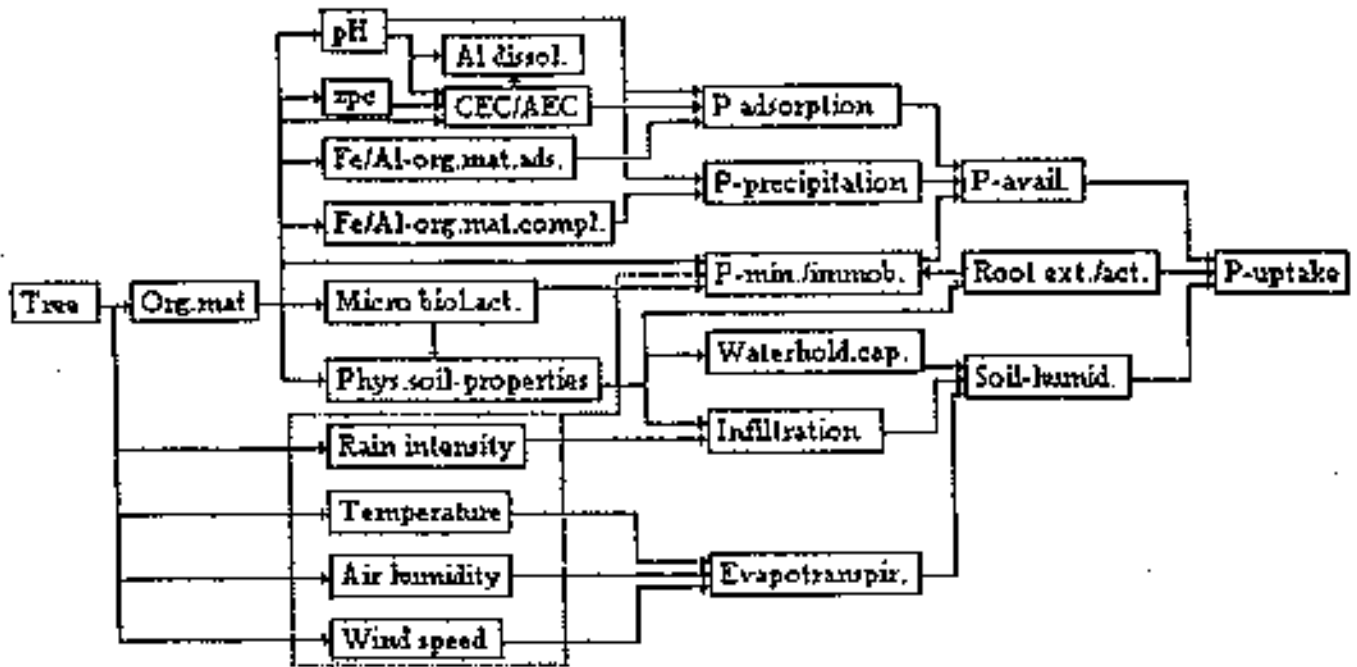 pH
Al dissol.
zpc
CEC/AEC
P adsorption
Fe/Al-org.mat.ads.
P-precipitation
P-avail.
Fe/Al-org.mat.compl.
P-min./immob.
Root ext./act.
P-uptake
Tree
Org.mat
Micro biol.act.
Waterhold.cap.
Phys.soil-properties
Soil-humid.
Rain intensity
Infiltration
Temperature
Air humidity
Evapotranspir.
Wind speed